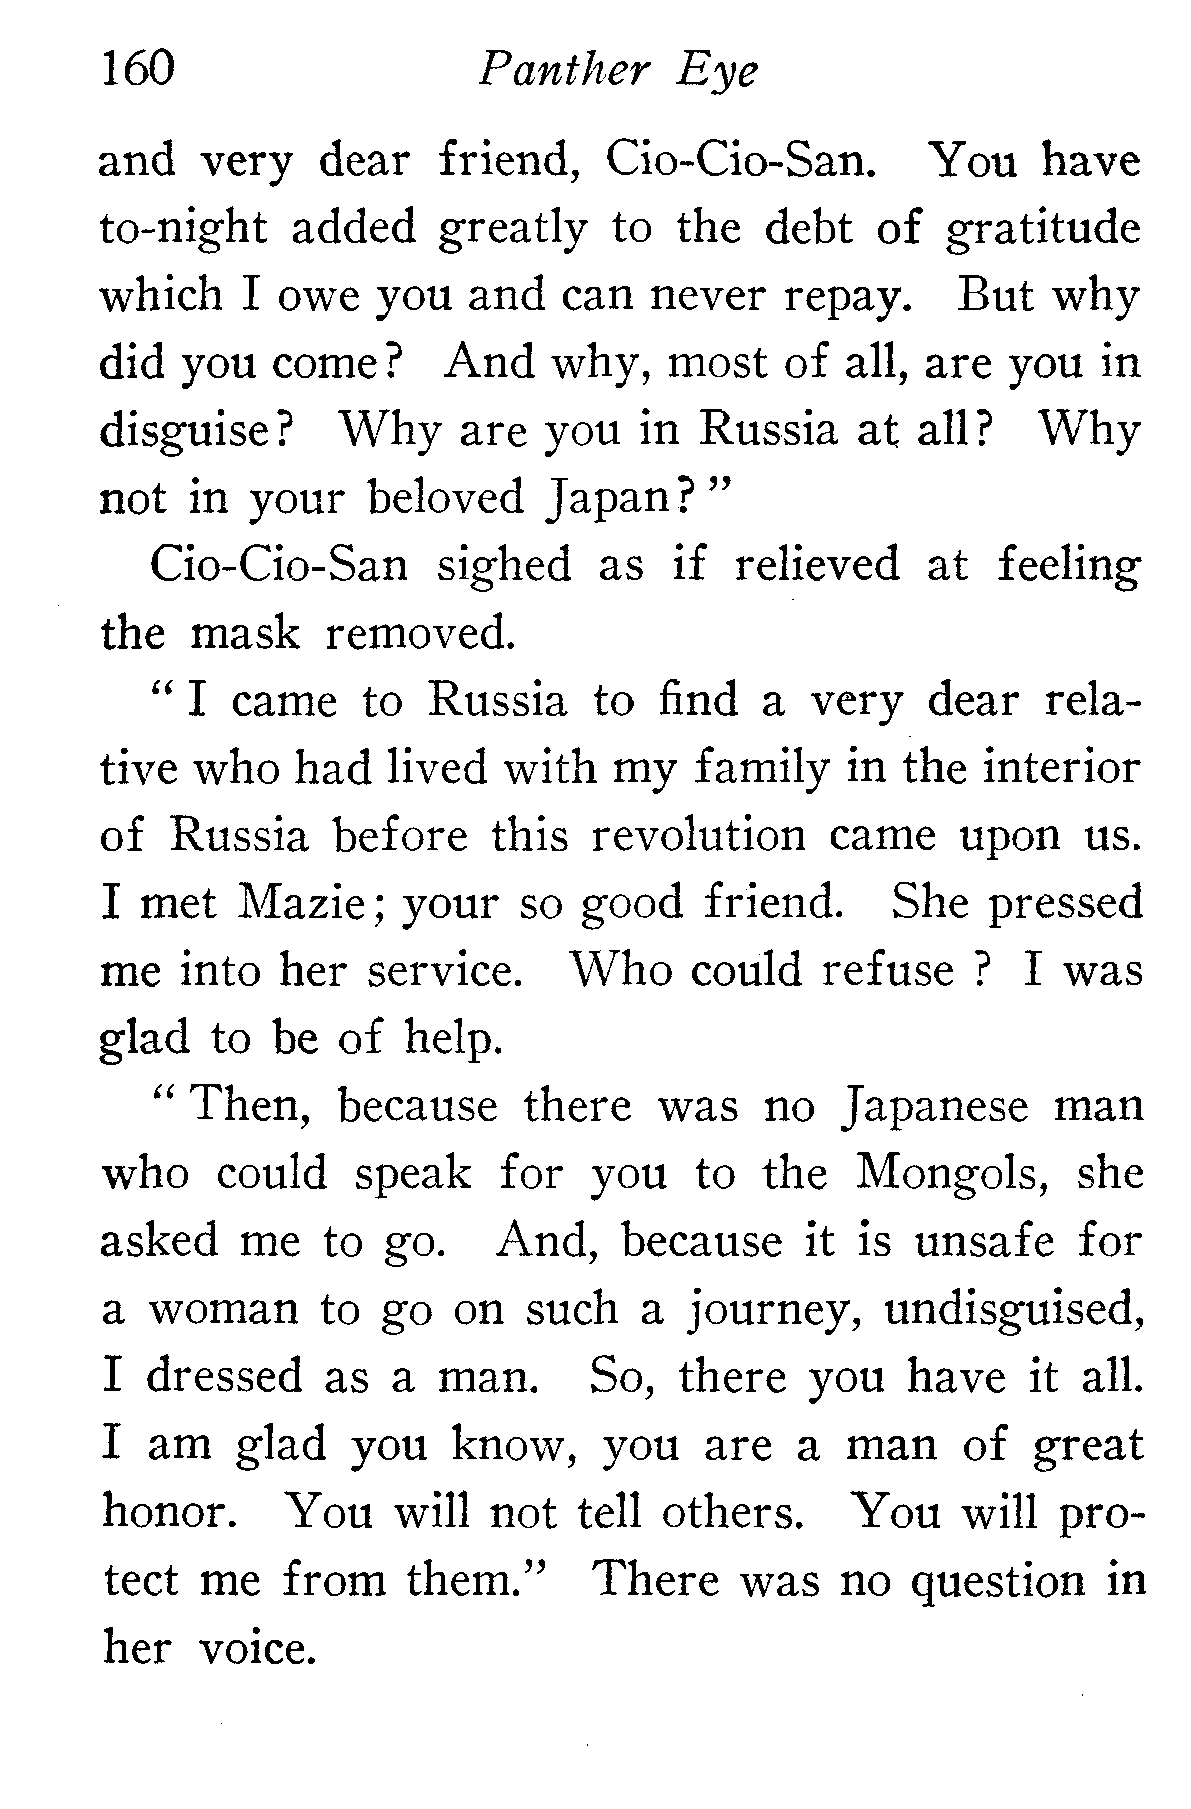 160 Panther Eye
and very dear friend, Cio-Cio-San. You have
to-night added greatly to the debt of gratitude
which I owe you and can never repay. But why
did you come? And why, most of all, are you in
disguise? Why are you in Russia at all? Why
not in your beloved Japan?”
Cio-Cio-San sighed as if relieved at feeling
the mask removed.
“I came to Russia to find a very dear rela-
tive who had lived with my family in the interior
of Russia before this revolution came upon us.
I met Mazie; your so good friend. She pressed
me into her service. Who could refuse ? I was
glad to be of help.
“Then, because there was no Japanese man
who could speak for you to the Mongols, she
asked me to go. And, because it is unsafe for
a woman to go on such a journey, undisguised,
I dressed as a man. So, there you have it all.
I am glad you know, you are a man of great
honor. You will not tell others. You will pro-
tect me from them.” There was no question in
her voice.